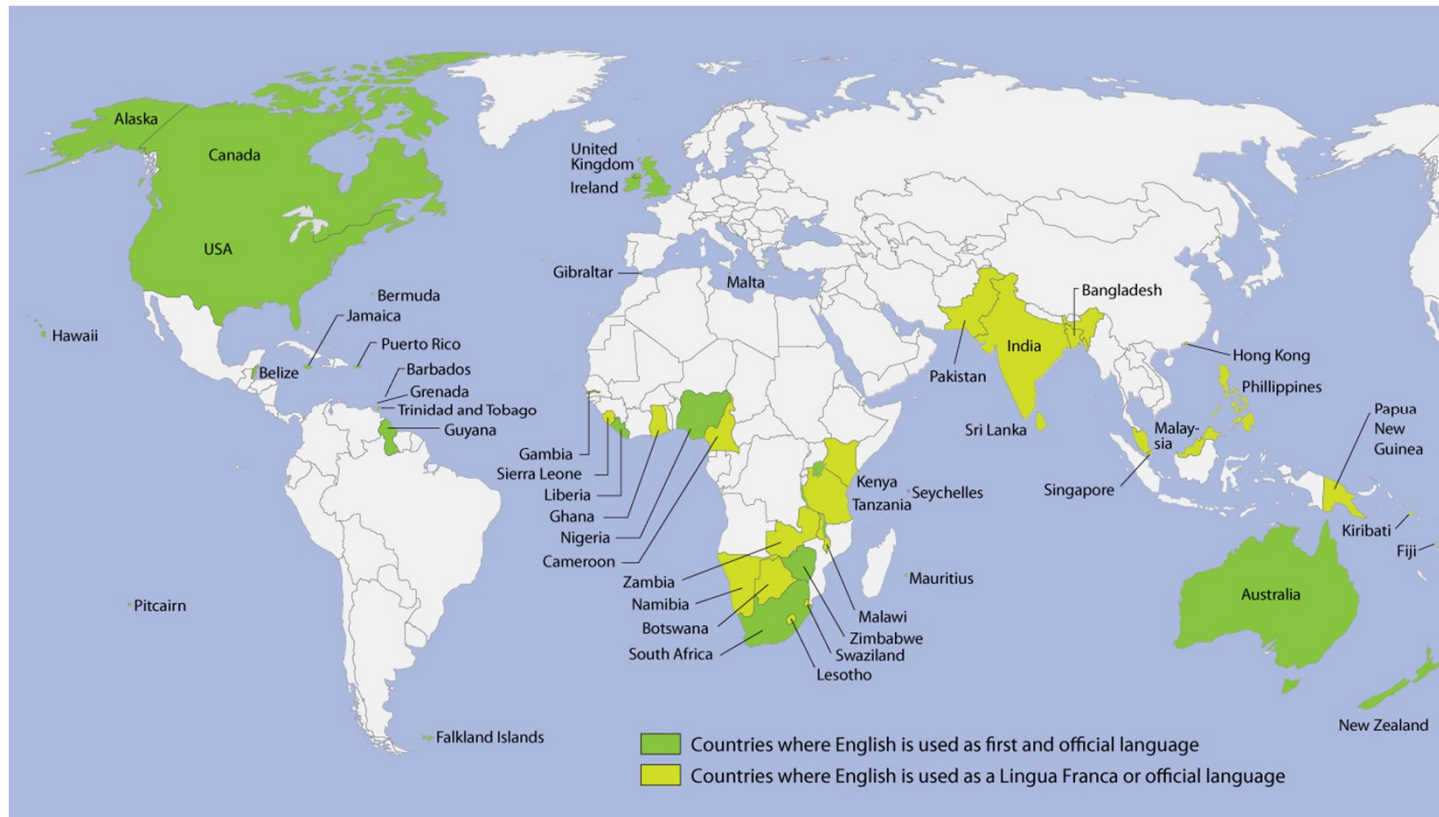 Alaska
Canada
USA
Hawaii
Bermuda
Jamaica
Puerto Rico
Belize
Barbados
Grenada
Trinidad and Tobago
Guyana
Pitcairn
Falkland Islands
United
Kingdom
Ireland
Gibraltar
Malta
Gambia
Sierra Leone
Liberia
Ghana
Nigeria
Cameroon
Zambia
Namibia
Botswana
South Africa
Kenya
Tanzania
Seychelles
Mauritius
Malawi
Zimbabwe
Swaziland
Lesotho
Bangladesh
India
Pakistan
Sri Lanka
Hong Kong
Phillippines
Malay-
sia
Singapore
Papua
New
Guinea
Kiribati
Fiji
Australia
New Zealand
Countries where English is used as first and official language
Countries where English is used as a Lingua Franca or official language